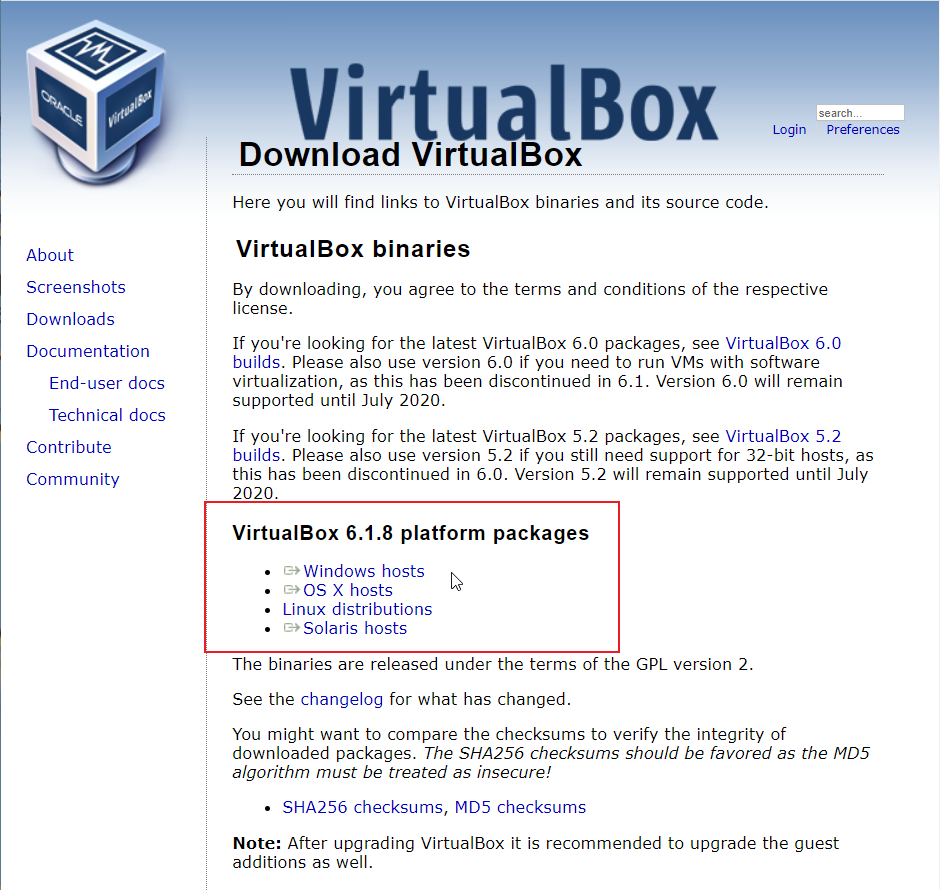 ORACLE
VirtualBox
VirtualBox
search...
Login Preferences
Download VirtualBox
Here you will find links to VirtualBox binaries and its source code.
About
Screenshots
Downloads
Documentation
End-user docs
Technical docs
Contribute
Community
VirtualBox binaries
By downloading, you agree to the terms and conditions of the respective
license.
If you're looking for the latest VirtualBox 6.0 packages, see VirtualBox 6.0
builds. Please also use version 6.0 if you need to run VMs with software
virtualization, as this has been discontinued in 6.1. Version 6.0 will remain
supported until July 2020.
If you're looking for the latest VirtualBox 5.2 packages, see VirtualBox 5.2
builds. Please also use version 5.2 if you still need support for 32-bit hosts, as
this has been discontinued in 6.0. Version 5.2 will remain supported until July
2020.
VirtualBox 6.1.8 platform packages
• Windows hosts
• OS X hosts
• Linux distributions
• Solaris hosts
The binaries are released under the terms of the GPL version 2.
See the changelog for what has changed.
You might want to compare the checksums to verify the integrity of
downloaded packages. The SHA256 checksums should be favored as the MD5
algorithm must be treated as insecure!
• SHA256 checksums, MD5 checksums
Note: After upgrading VirtualBox it is recommended to upgrade the guest
additions as well.